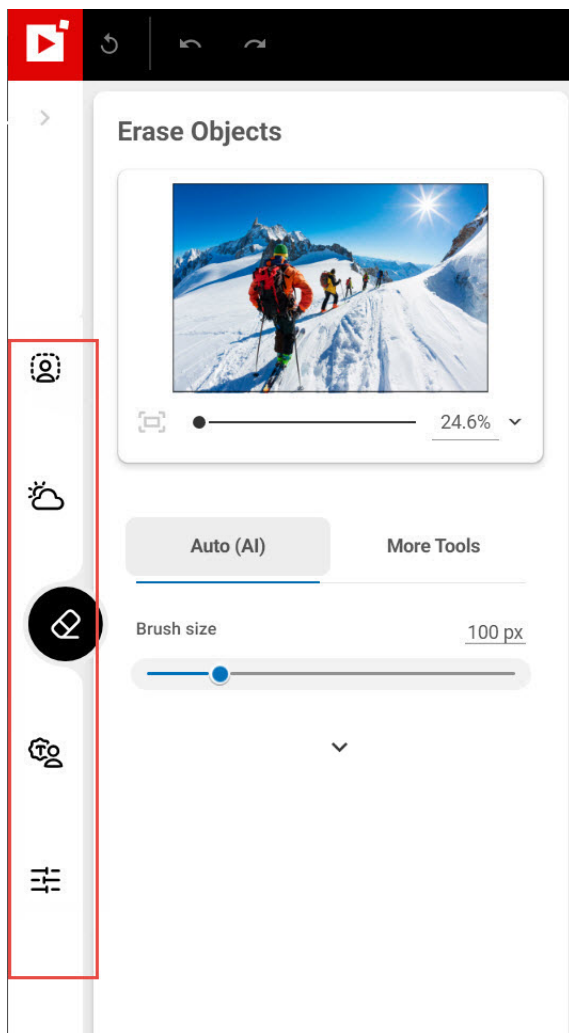 Erase Objects
24.6%
Auto (AI)
More Tools
Brush size
100 px